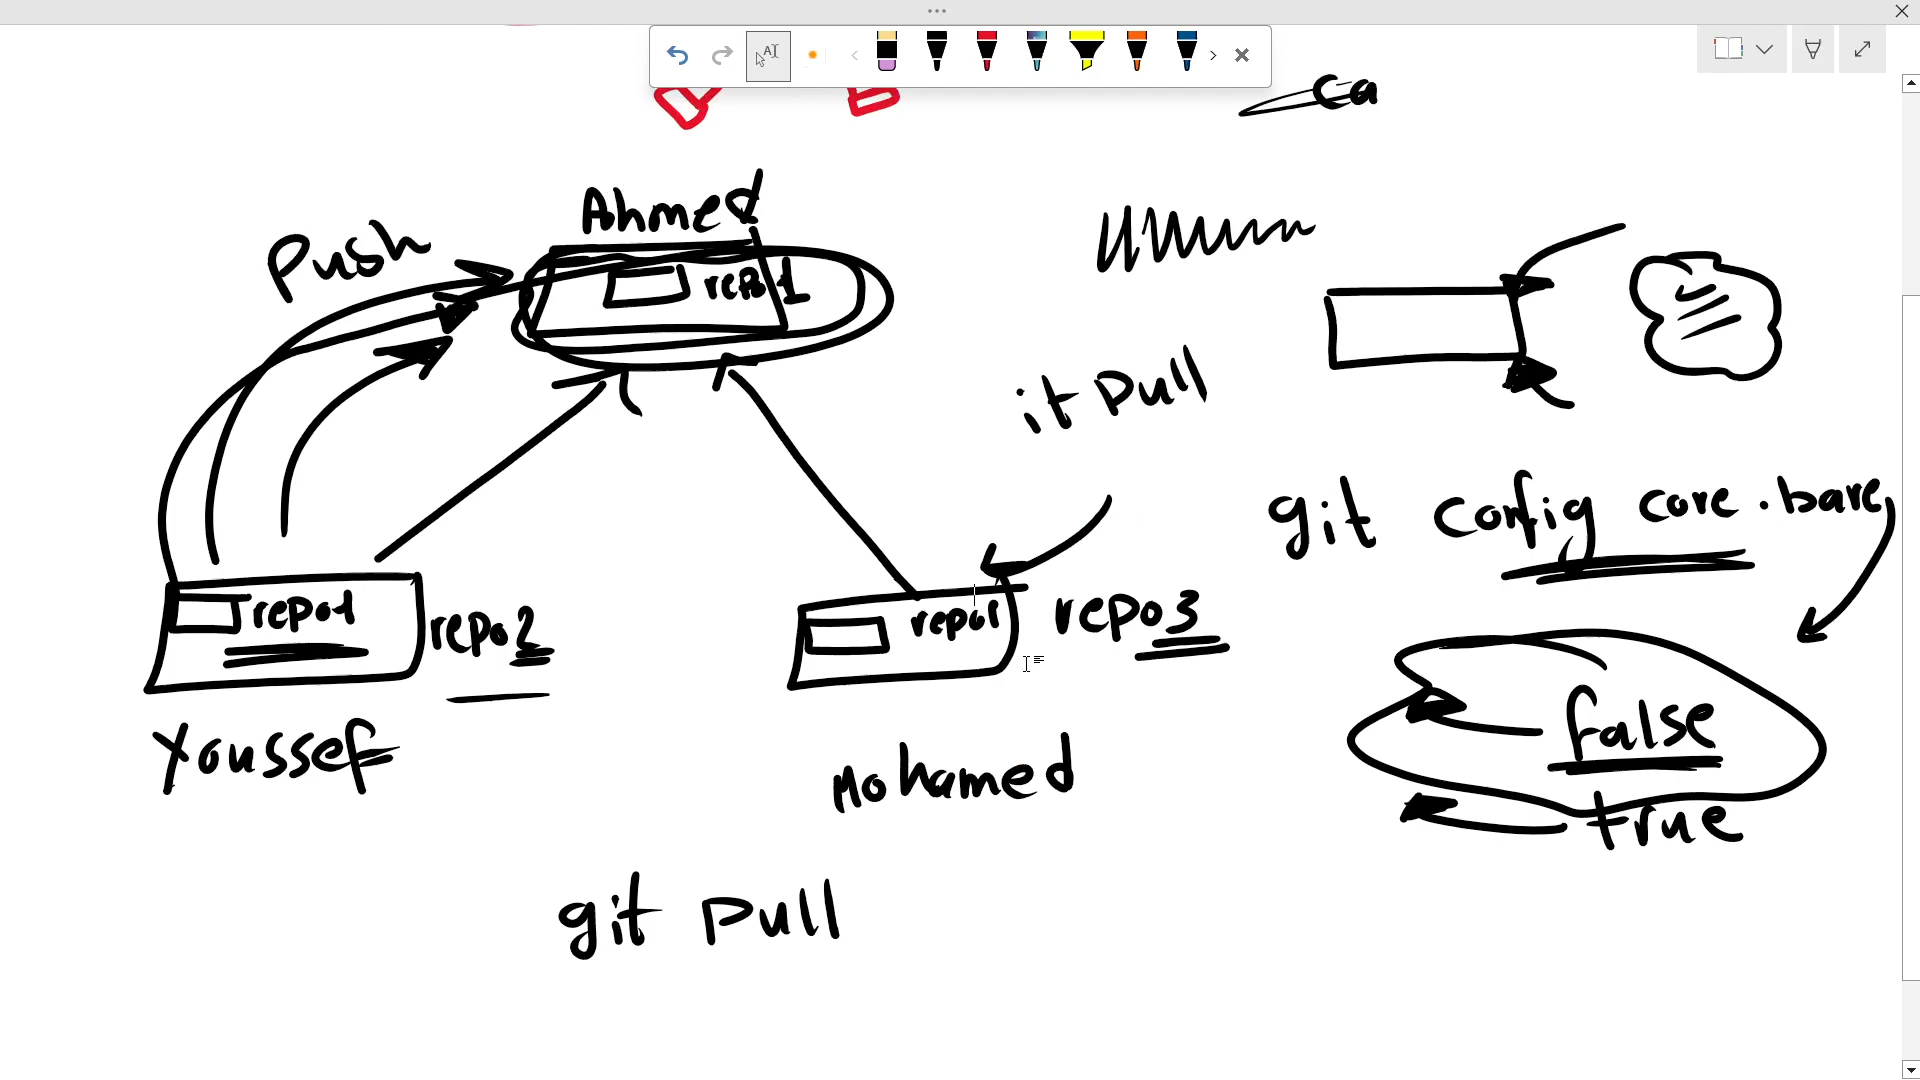 ca
Ahmed
Push
repo1
it Pull
git config core.bare
repo1
repo2
repo1
repo3
false
Youssef
Mohamed
true
git Pull